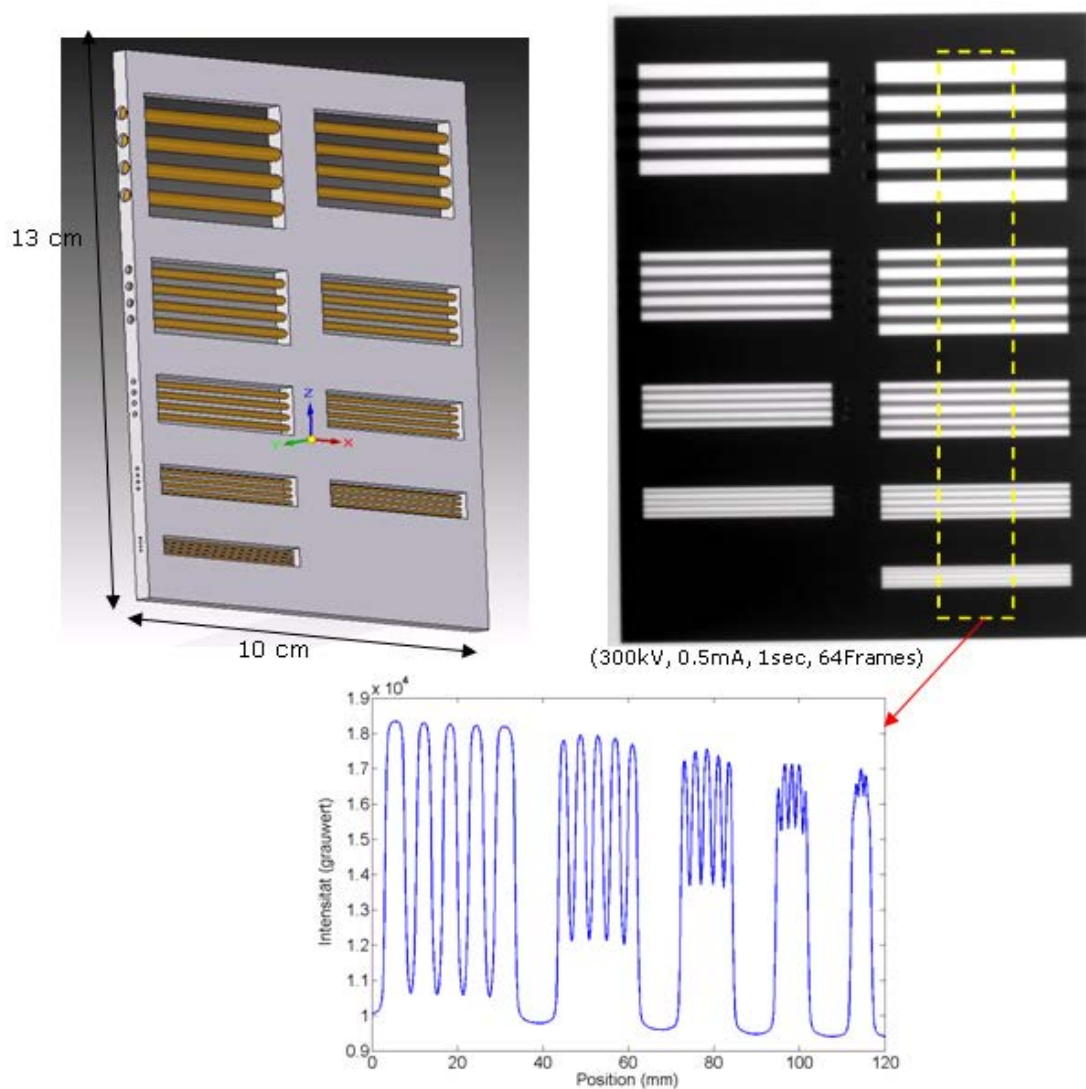 13 cm
Z
Y
X
10 cm
(300kV, 0.5mA, 1sec, 64Frames)
x 10⁴
1.9
1.8
1.7
1.6
1.5
1.4
1.3
1.2
1.1
1
0.9
Intensität (grauwert)
0
20
40
60
80
100
120
Position (mm)